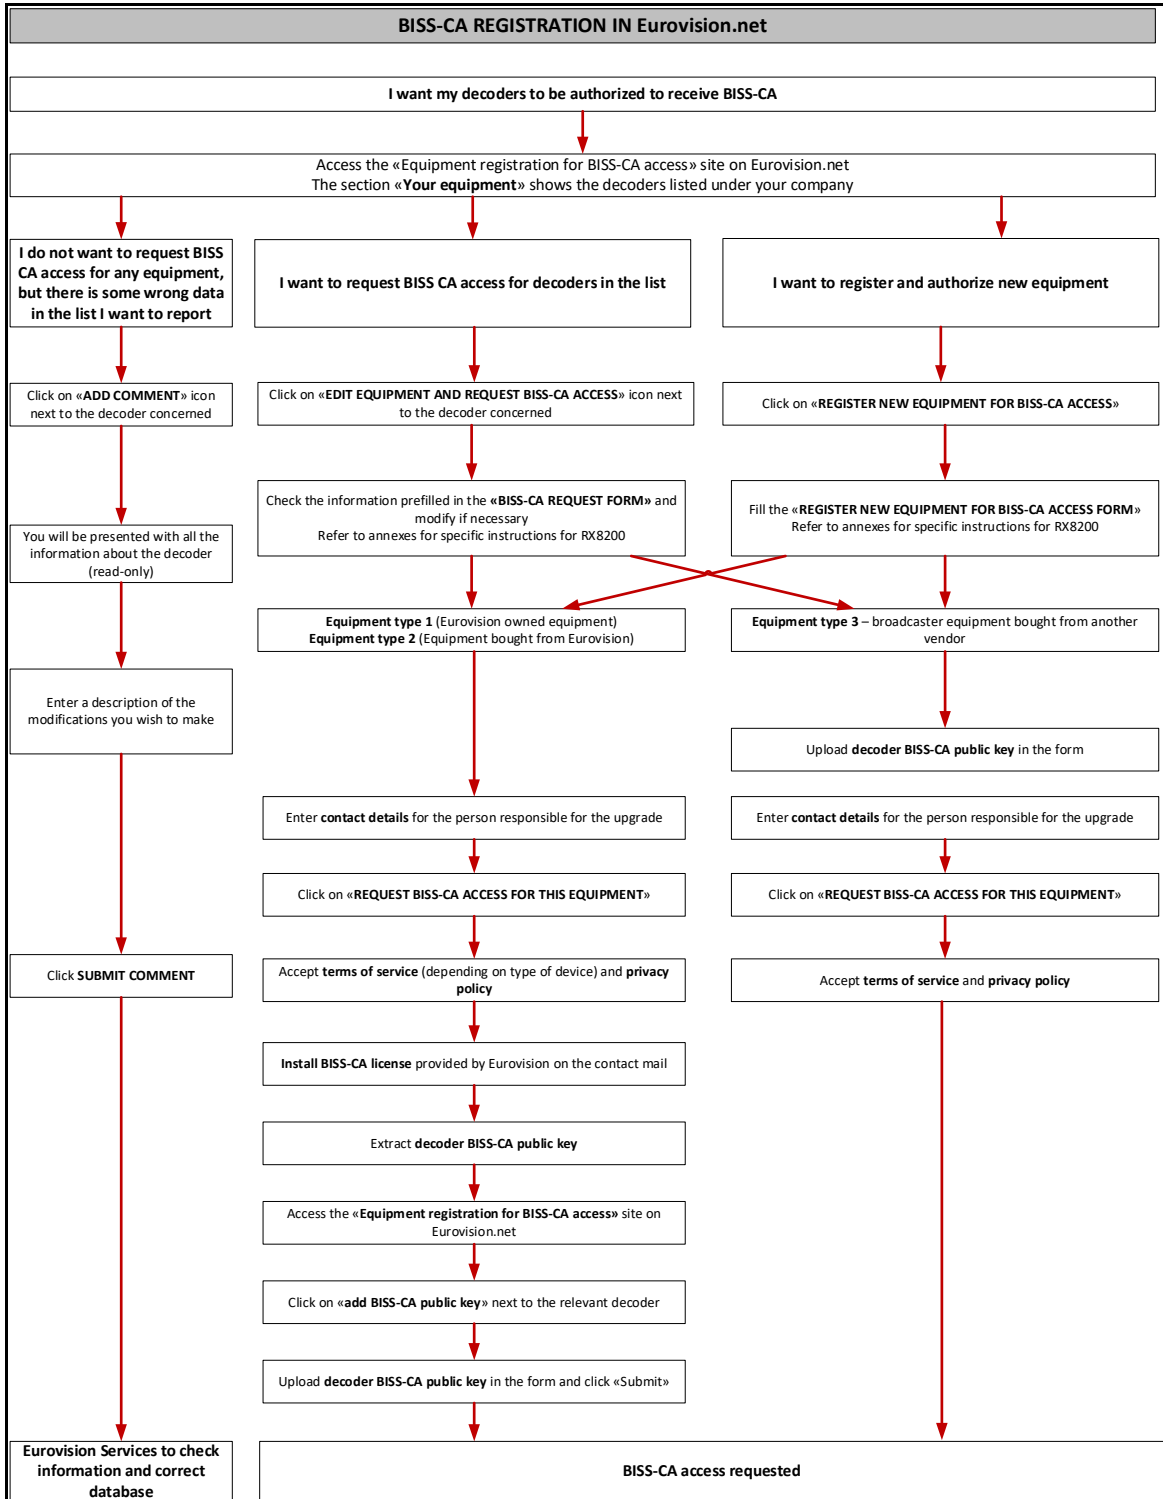 BISS-CA REGISTRATION IN Eurovision.net
I want my decoders to be authorized to receive BISS-CA
Access the «Equipment registration for BISS-CA access» site on Eurovision.net
The section «Your equipment» shows the decoders listed under your company
I do not want to request BISS
CA access for any equipment,
but there is some wrong data
in the list I want to report
I want to request BISS CA access for decoders in the list
I want to register and authorize new equipment
Click on «ADD COMMENT» icon
next to the decoder concerned
Click on «EDIT EQUIPMENT AND REQUEST BISS-CA ACCESS» icon next
to the decoder concerned
Click on «REGISTER NEW EQUIPMENT FOR BISS-CA ACCESS»
Check the information prefilled in the «BISS-CA REQUEST FORM» and
modify if necessary
Refer to annexes for specific instructions for RX8200
Fill the «REGISTER NEW EQUIPMENT FOR BISS-CA ACCESS FORM»
Refer to annexes for specific instructions for RX8200
You will be presented with all the
information about the decoder
(read-only)
Equipment type 1 (Eurovision owned equipment)
Equipment type 2 (Equipment bought from Eurovision)
Equipment type 3 – broadcaster equipment bought from another
vendor
Enter a description of the
modifications you wish to make
Upload decoder BISS-CA public key in the form
Enter contact details for the person responsible for the upgrade
Enter contact details for the person responsible for the upgrade
Click on «REQUEST BISS-CA ACCESS FOR THIS EQUIPMENT»
Click on «REQUEST BISS-CA ACCESS FOR THIS EQUIPMENT»
Click SUBMIT COMMENT
Accept terms of service (depending on type of device) and privacy
policy
Accept terms of service and privacy policy
Install BISS-CA license provided by Eurovision on the contact mail
Extract decoder BISS-CA public key
Access the «Equipment registration for BISS-CA access» site on
Eurovision.net
Click on «add BISS-CA public key» next to the relevant decoder
Upload decoder BISS-CA public key in the form and click «Submit»
Eurovision Services to check
information and correct
database
BISS-CA access requested